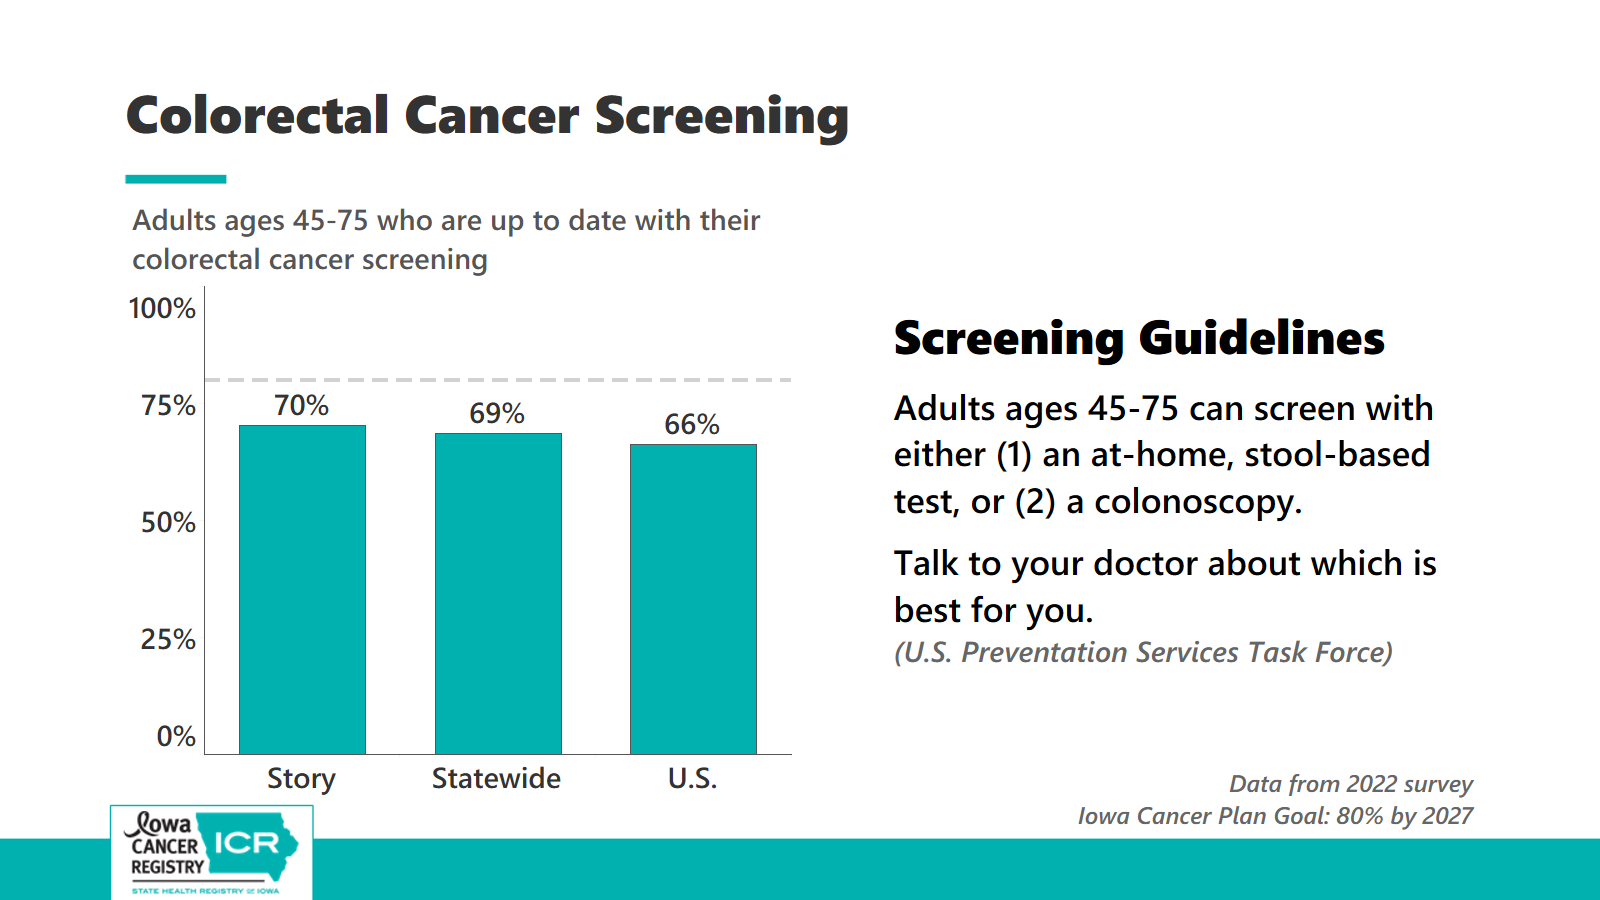 Colorectal Cancer Screening
Adults ages 45-75 who are up to date with their
colorectal cancer screening
100%
75%
50%
25%
0%
70%
69%
66%
Story
Statewide
U.S.
Screening Guidelines
Adults ages 45-75 can screen with
either (1) an at-home, stool-based
test, or (2) a colonoscopy.
Talk to your doctor about which is
best for you.
(U.S. Preventation Services Task Force)
Data from 2022 survey
Iowa Cancer Plan Goal: 80% by 2027
Iowa
CANCER
REGISTRY
ICR
STATE HEALTH REGISTRY OF IOWA